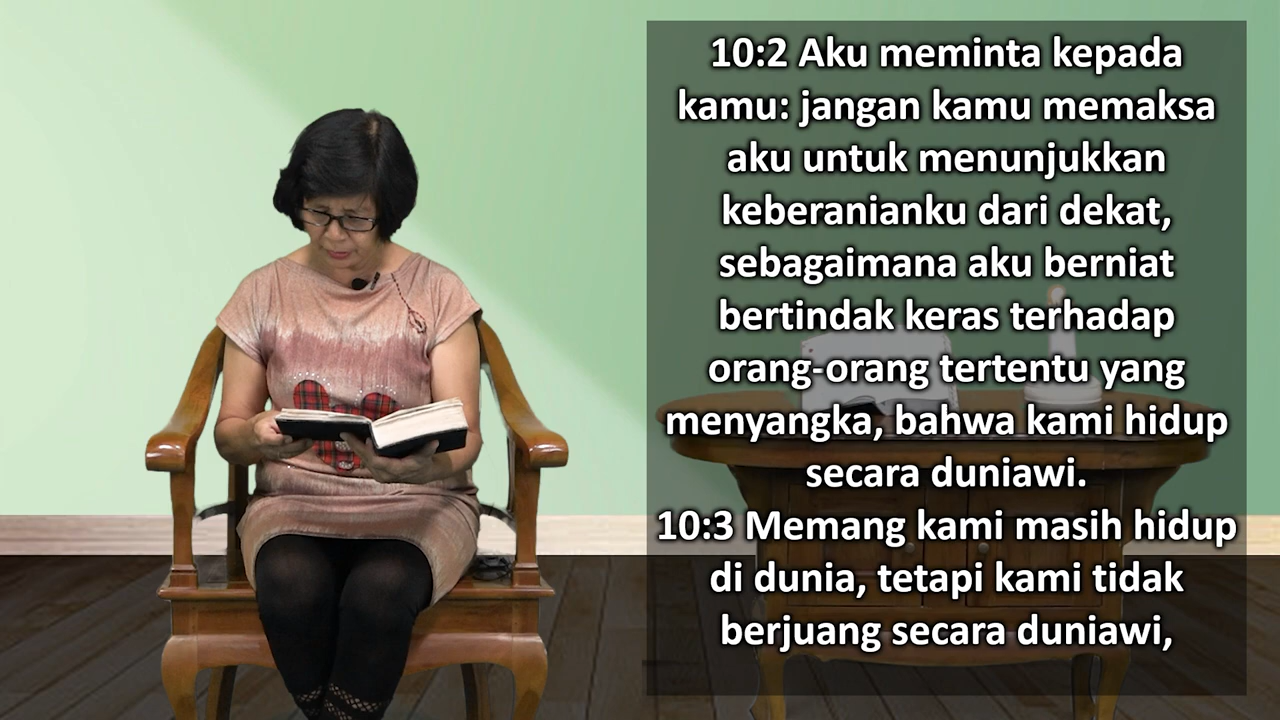 10:2 Aku meminta kepada
kamu: jangan kamu memaksa
aku untuk menunjukkan
keberanianku dari dekat,
sebagaimana aku berniat
bertindak keras terhadap
orang-orang tertentu yang
menyangka, bahwa kami hidup
secara duniawi.
10:3 Memang kami masih hidup
di dunia, tetapi kami tidak
berjuang secara duniawi,